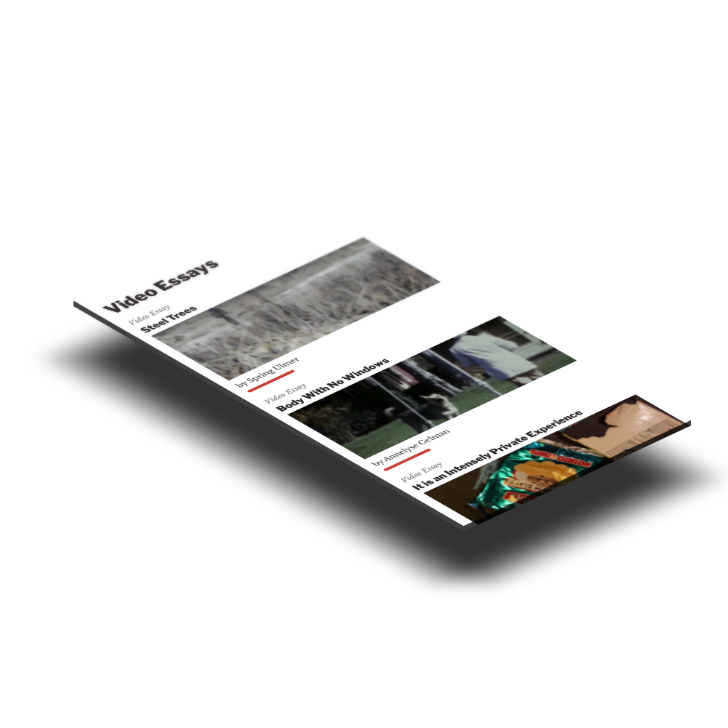 Video Essays
Video Essay
Steel Trees
by Spring Ulmer
Video Essay
Body With No Windows
by Annelyse Gelman
Video Essay
It is an Intensely Private Experience